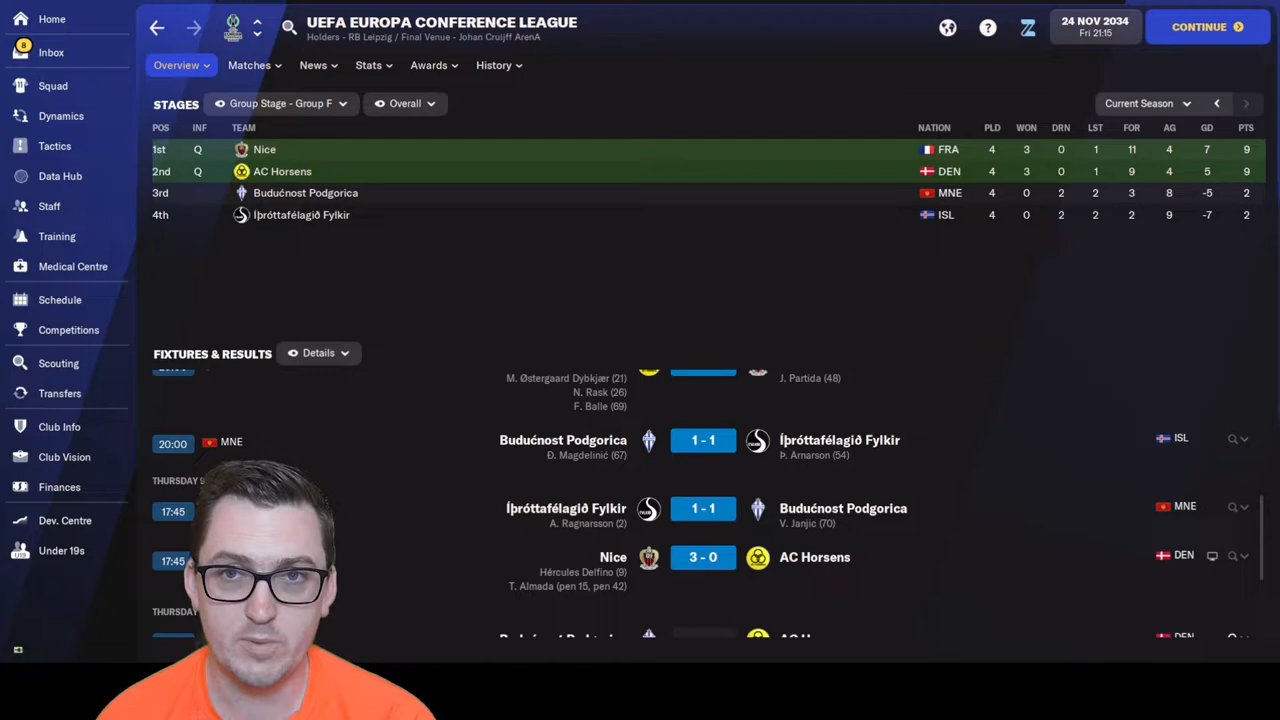 Home
UEFA EUROPA CONFERENCE LEAGUE
Holders - RB Leipzig / Final Venue - Johan Cruijff ArenA
24 NOV 2034
Fri 21:15
CONTINUE
8
Inbox
Overview Matches News Stats Awards History
Squad
Dynamics
Tactics
Data Hub
Staff
Training
Medical Centre
Schedule
Competitions
Scouting
Transfers
Club Info
Club Vision
Finances
Dev. Centre
U19 Under 19s
STAGES Group Stage - Group F Overall Current Season
POS INF TEAM NATION PLD WON DRN LST FOR AG GD PTS
1st Q Nice FRA 4 3 0 1 11 4 7 9
2nd Q AC Horsens DEN 4 3 0 1 9 4 5 9
3rd Budućnost Podgorica MNE 4 0 2 2 3 8 -5 2
4th Íþróttafélagið Fylkir ISL 4 0 2 2 2 9 -7 2
FIXTURES & RESULTS Details
M. Østergaard Dybkjær (21) J. Partida (48)
N. Rask (26)
F. Balle (69)
20:00 MNE Budućnost Podgorica 1 - 1 Íþróttafélagið Fylkir ISL
Đ. Magdelinić (67) Þ. Arnarson (54)
THURSDAY 9
17:45 Íþróttafélagið Fylkir 1 - 1 Budućnost Podgorica MNE
A. Ragnarsson (2) V. Janjic (70)
17:45 Nice 3 - 0 AC Horsens DEN
Hércules Delfino (9)
T. Almada (pen 15, pen 42)
THURSDAY